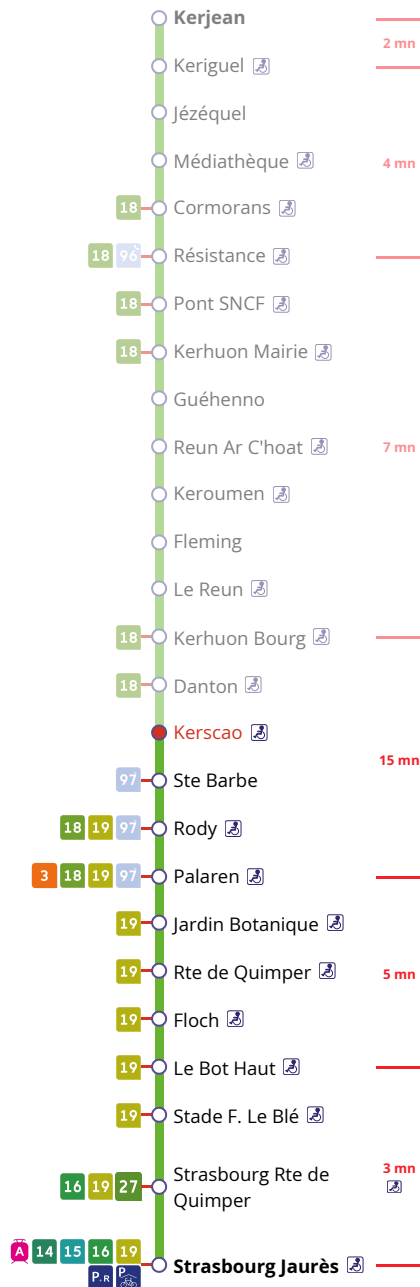 Kerjean
2 mn
Keriguel
Jézéquel
4 mn
Médiathèque
18 Cormorans
18 96 Résistance
18 Pont SNCF
18 Kerhuon Mairie
Guéhenno
7 mn
Reun Ar C'hoat
Keroumen
Fleming
Le Reun
18 Kerhuon Bourg
18 Danton
Kerscao
15 mn
97 Ste Barbe
18 19 97 Rody
3 18 19 97 Palaren
19 Jardin Botanique
19 Rte de Quimper
5 mn
19 Floch
19 Le Bot Haut
19 Stade F. Le Blé
3 mn
16 19 27 Strasbourg Rte de
Quimper
A 14 15 16 19 Strasbourg Jaurès
P.R P